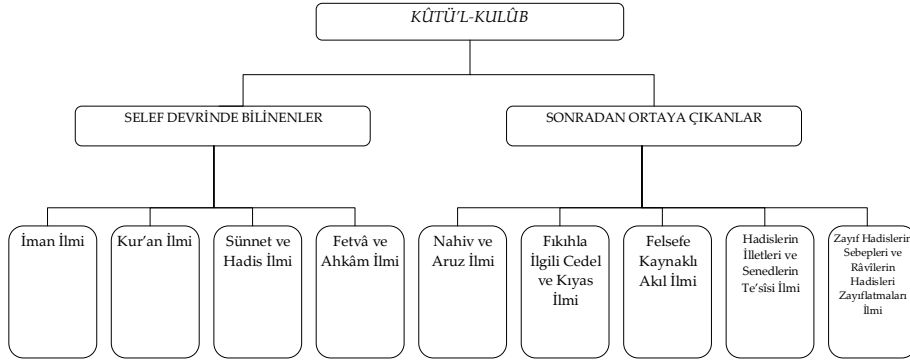 KÛTÜ'L-KULÛB
SELEF DEVRİNDE BİLİNENLER
SONRADAN ORTAYA ÇIKANLAR
İman İlmi
Kur'an İlmi
Sünnet ve
Hadis İlmi
Fetvâ ve
Ahkâm İlmi
Nahiv ve
Aruz İlmi
Fıkıhla
İlgili Cedel
ve Kıyas
İlmi
Felsefe
Kaynaklı
Akıl İlmi
Hadislerin
İlletleri ve
Senedlerin
Te'sîsi İlmi
Zayıf Hadislerin
Sebepleri ve
Râvîlerin
Hadisleri
Zayıflatmaları
İlmi